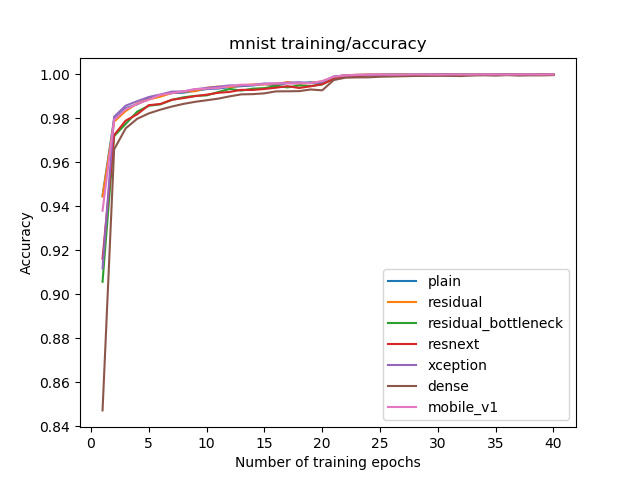 mnist training/accuracy
1.00
0.98
0.96
0.94
0.92
0.90
0.88
0.86
0.84
Accuracy
plain
residual
residual_bottleneck
resnext
xception
dense
mobile_v1
0 5 10 15 20 25 30 35 40
Number of training epochs